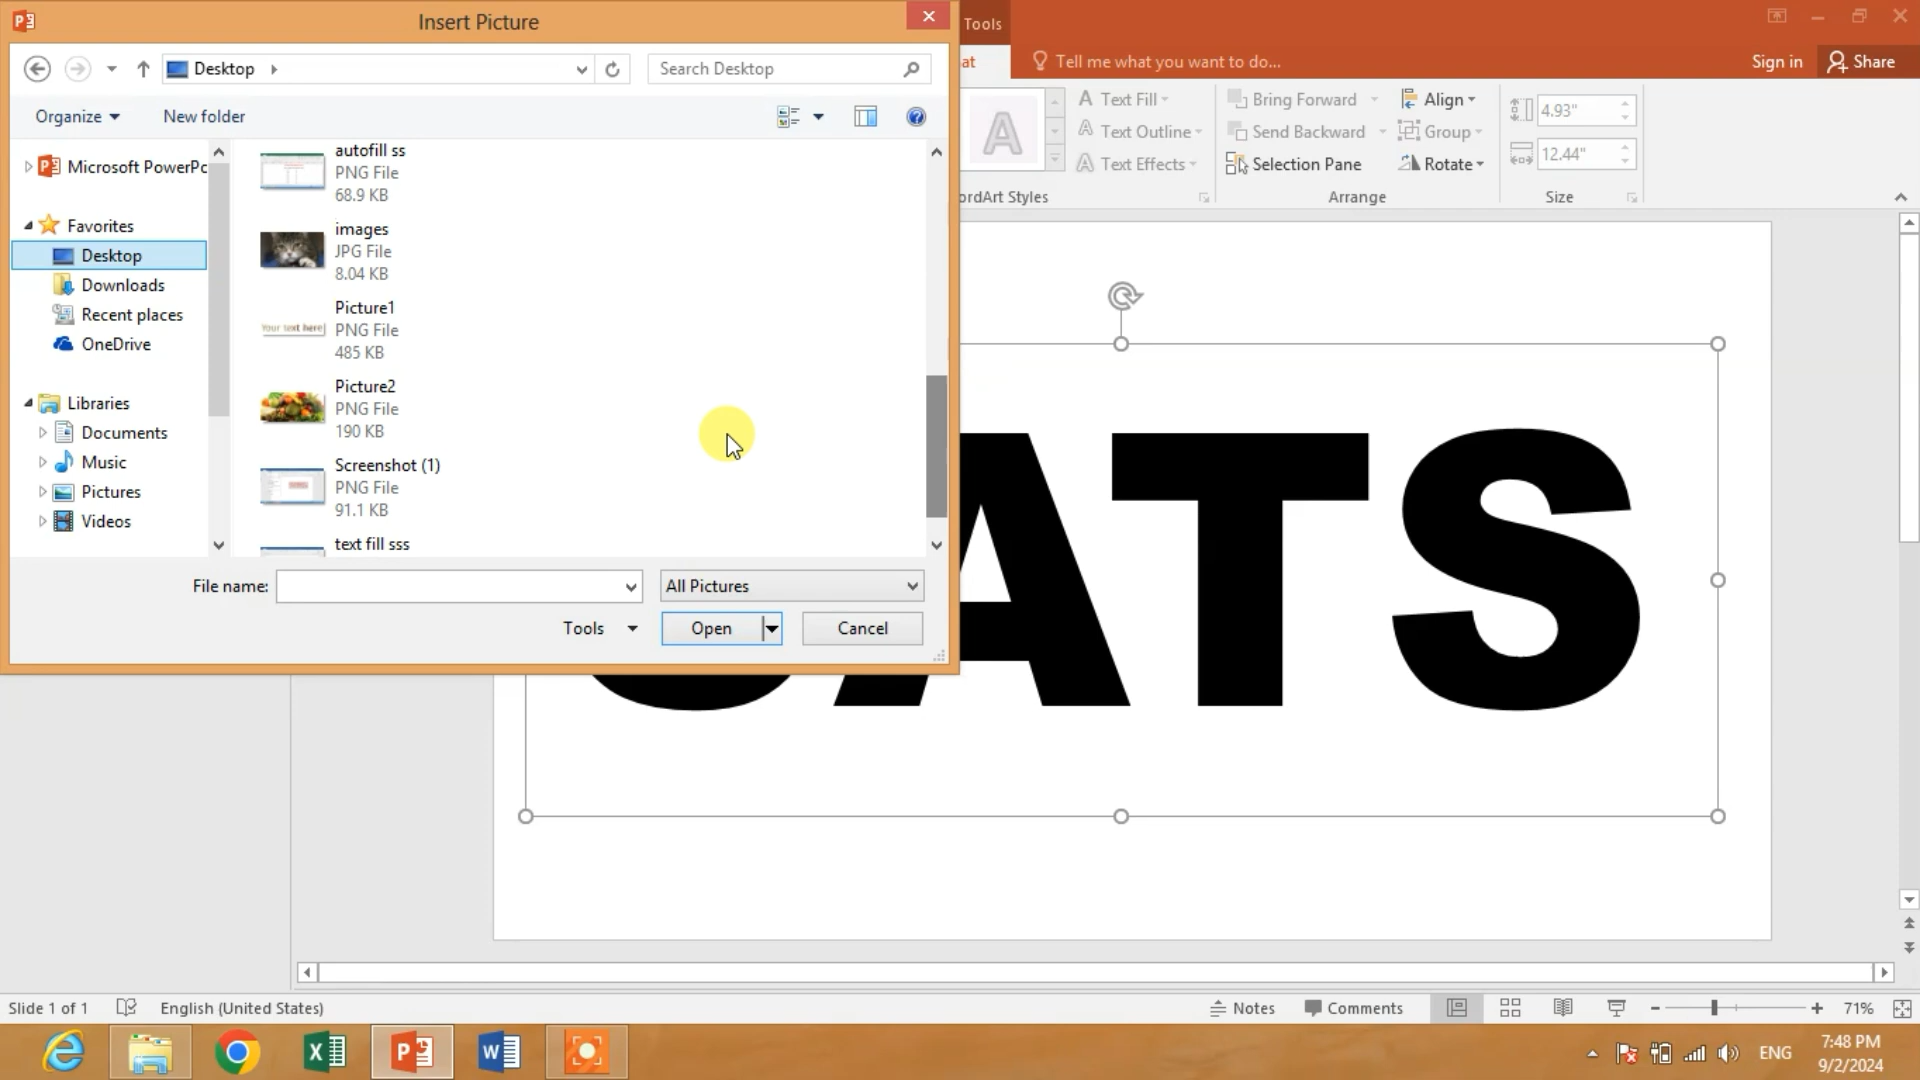 Insert Picture
Tools
Desktop
Search Desktop
at
Tell me what you want to do...
Sign in
Share
Organize
New folder
Text Fill
Text Outline
Text Effects
Bring Forward
Send Backward
Selection Pane
Align
Group
Rotate
4.93"
12.44"
ordArt Styles
Arrange
Size
Microsoft PowerPc
Favorites
Desktop
Downloads
Recent places
OneDrive
Libraries
Documents
Music
Pictures
Videos
autofill ss
PNG File
68.9 KB
images
JPG File
8.04 KB
Your text here
Picture1
PNG File
485 KB
Picture2
PNG File
190 KB
Screenshot (1)
PNG File
91.1 KB
text fill sss
File name:
All Pictures
Tools
Open
Cancel
CATS
Slide 1 of 1
English (United States)
Notes
Comments
71%
ENG
7:48 PM
9/2/2024